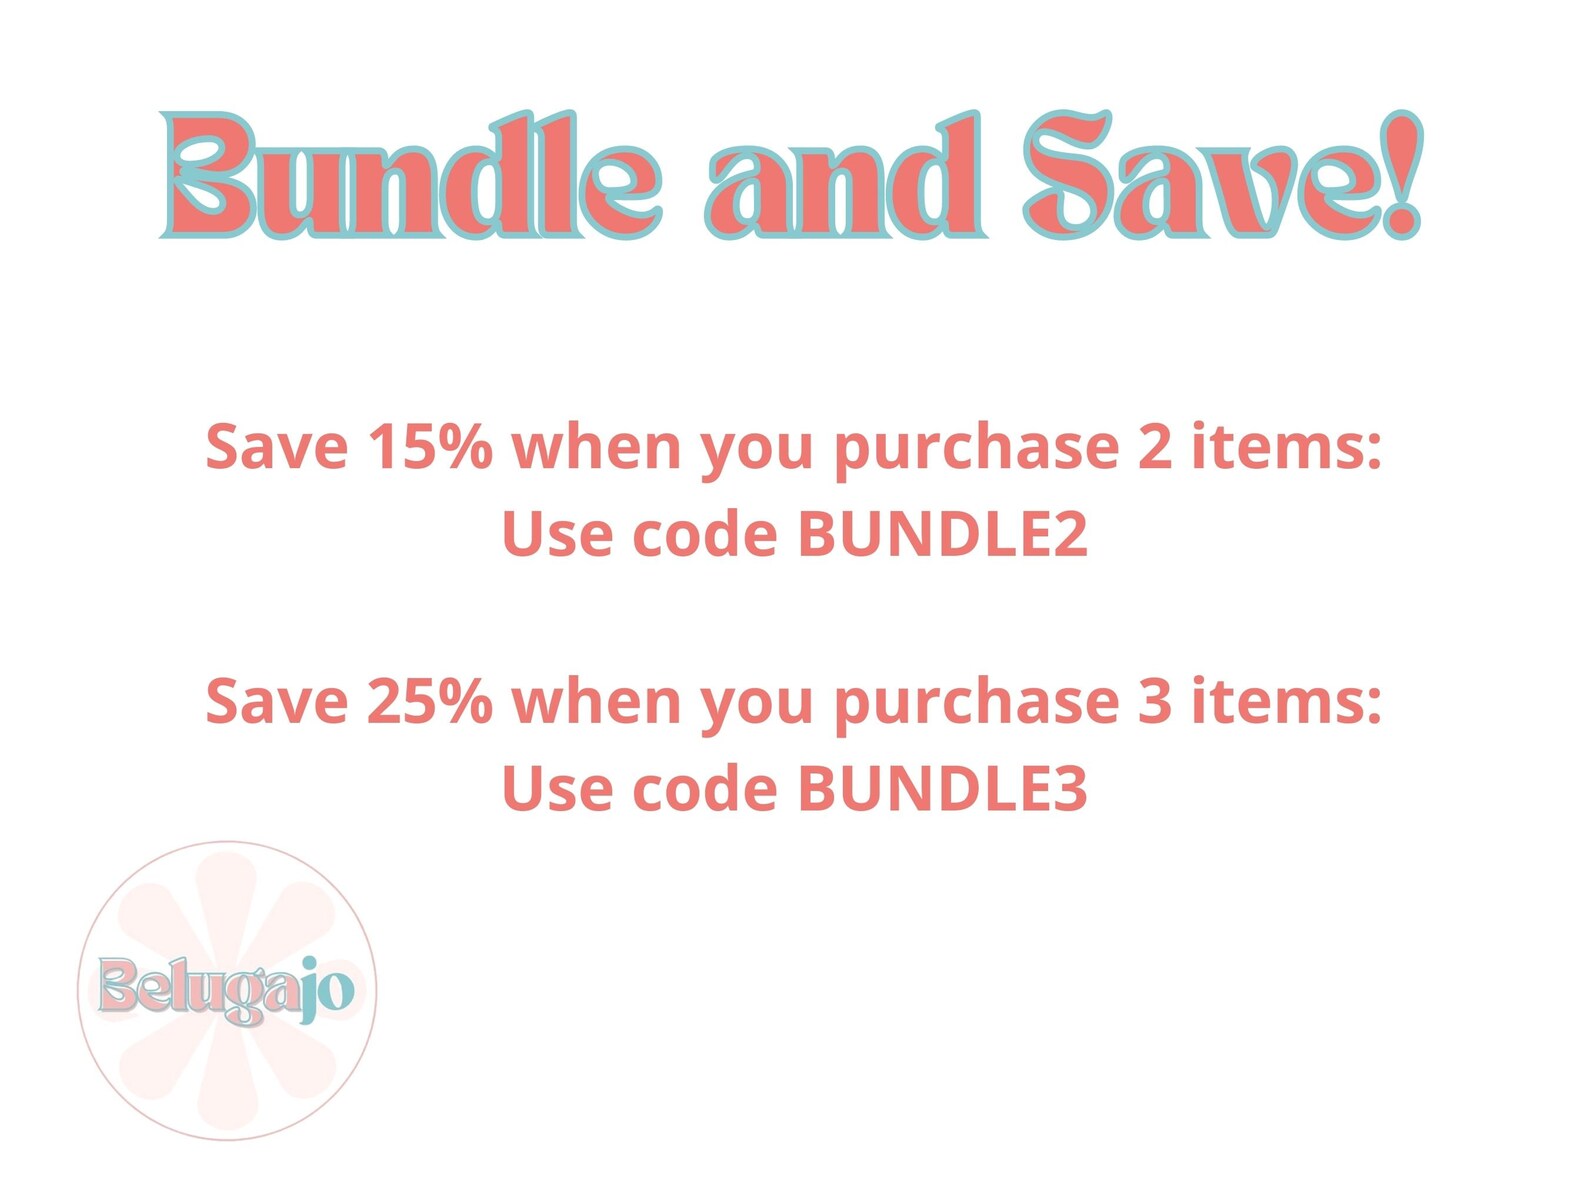 Bundle and Save!
Save 15% when you purchase 2 items:
Use code BUNDLE2
Save 25% when you purchase 3 items:
Use code BUNDLE3
Belugajo